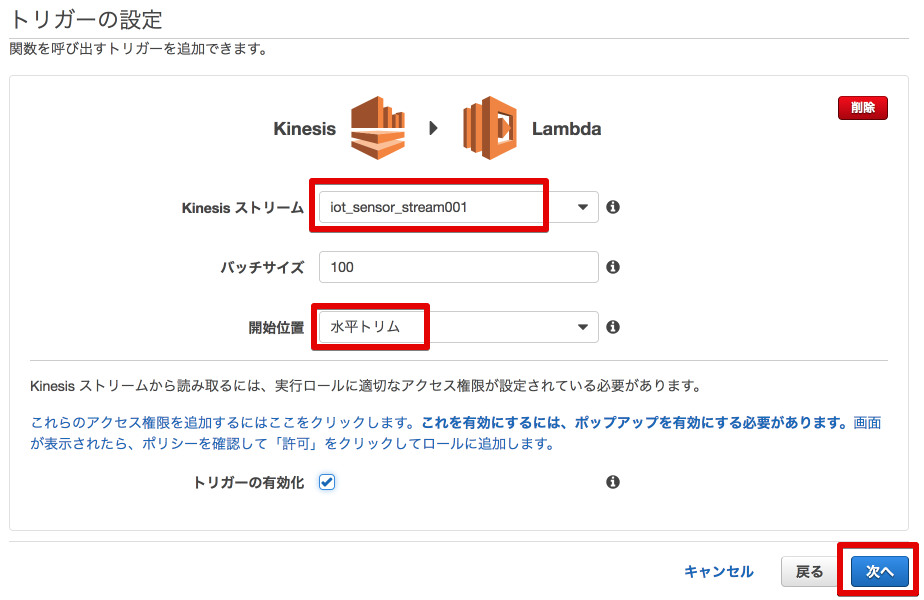 トリガーの設定
関数を呼び出すトリガーを追加できます。
削除
Kinesis
Lambda
Kinesis ストリーム
iot_sensor_stream001
バッチサイズ
100
開始位置
水平トリム
Kinesis ストリームから読み取るには、実行ロールに適切なアクセス権限が設定されている必要があります。
これらのアクセス権限を追加するにはここをクリックします。これを有効にするには、ポップアップを有効にする必要があります。画面
が表示されたら、ポリシーを確認して「許可」をクリックしてロールに追加します。
トリガーの有効化
キャンセル
戻る
次へ